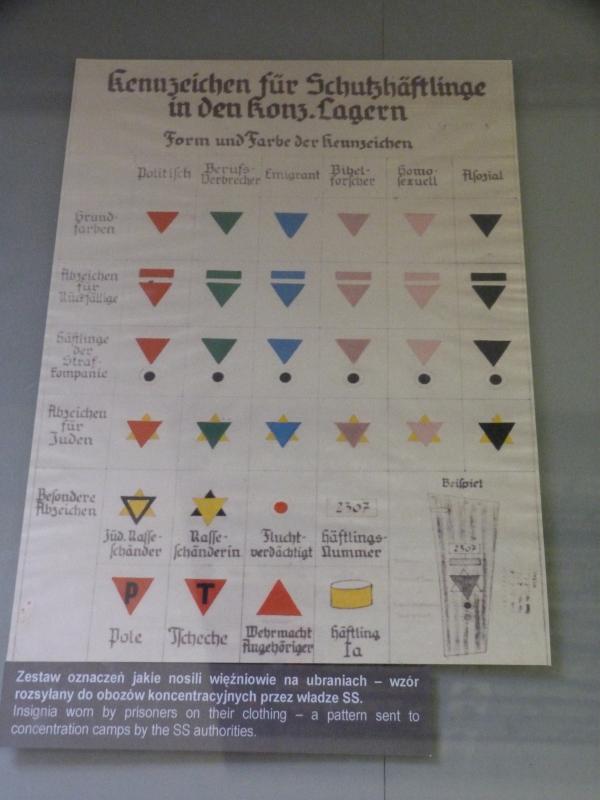 Kennzeichen für Schutzhäftlinge
in den Konz.-Lagern
Form und Farbe der Kennzeichen
Politisch Berufs-Verbrecher Emigrant Bibel-forscher Homo-sexuell Asozial
Grund-
farben
Abzeichen
für
Rückfällige
Häftlinge
der
Straf-
kompanie
Abzeichen
für
Juden
Besondere
Abzeichen
Jüd. Rasse-
schänder
Rasse-
schänderin
Flucht-
verdächtigt
2307
Häftlings-
Nummer
Beispiel
2307
P
Pole
T
Tscheche
Wehrmacht
Angehöriger
Häftling
Ia
Zestaw oznaczeń jakie nosili więźniowie na ubraniach – wzór
rozsyłany do obozów koncentracyjnych przez władze SS.
Insignia worn by prisoners on their clothing – a pattern sent to
concentration camps by the SS authorities.